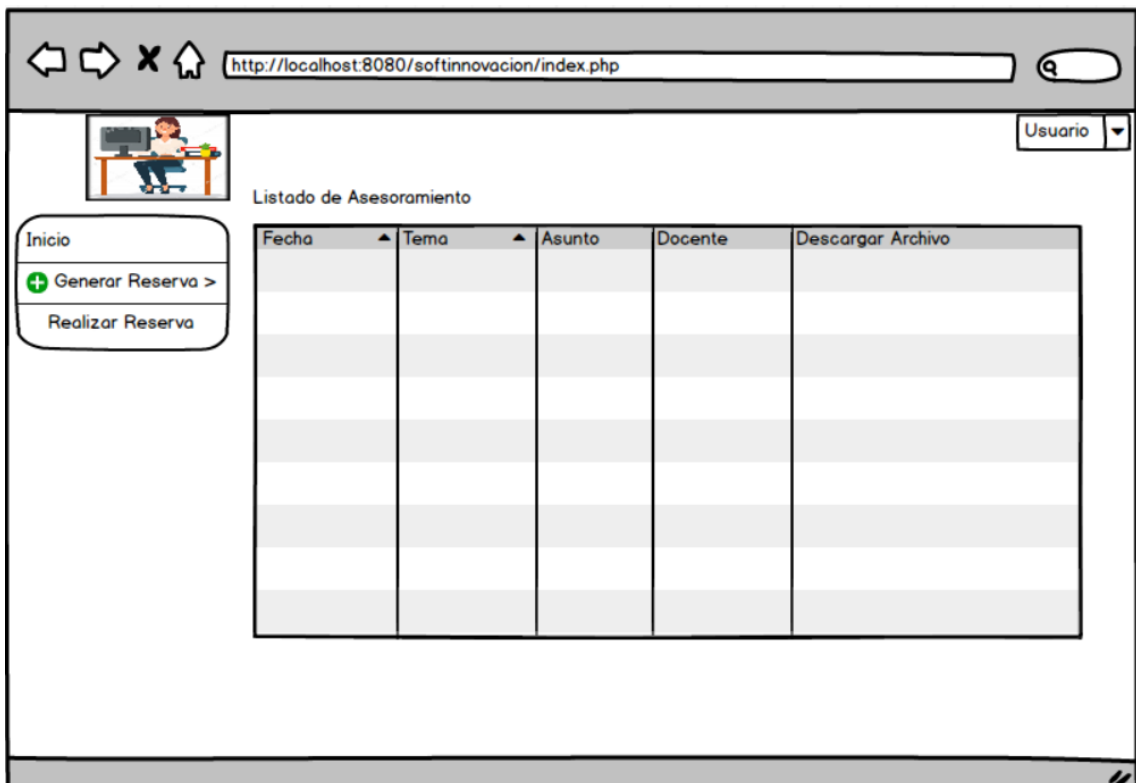 http://localhost:8080/softinnovacion/index.php
Usuario
Listado de Asesoramiento
Inicio
Generar Reserva >
Realizar Reserva
Fecha Tema Asunto Docente Descargar Archivo